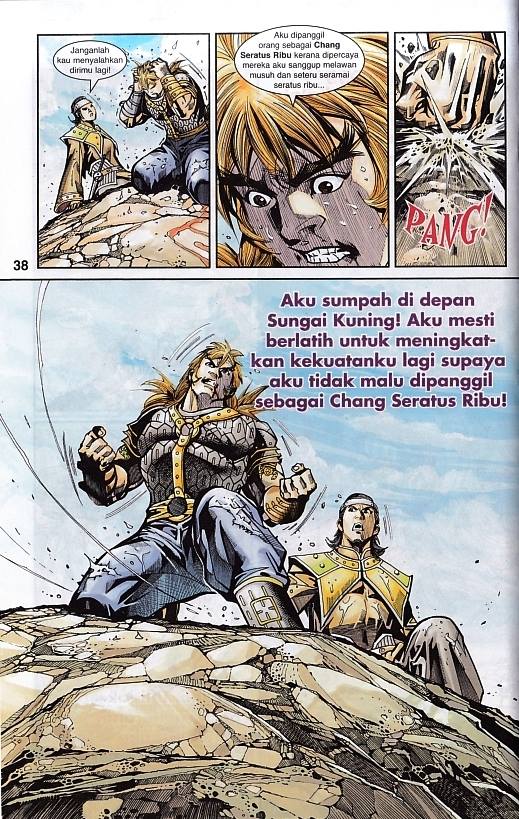 Janganlah
kau menyalahkan
dirimu lagi!
Aku dipanggil
orang sebagai Chang
Seratus Ribu kerana dipercaya
mereka aku sanggup melawan
musuh dan seteru seramai
seratus ribu...
PANG!
38
Aku sumpah di depan
Sungai Kuning! Aku mesti
berlatih untuk meningkat-
kan kekuatanku lagi supaya
aku tidak malu dipanggil
sebagai Chang Seratus Ribu!